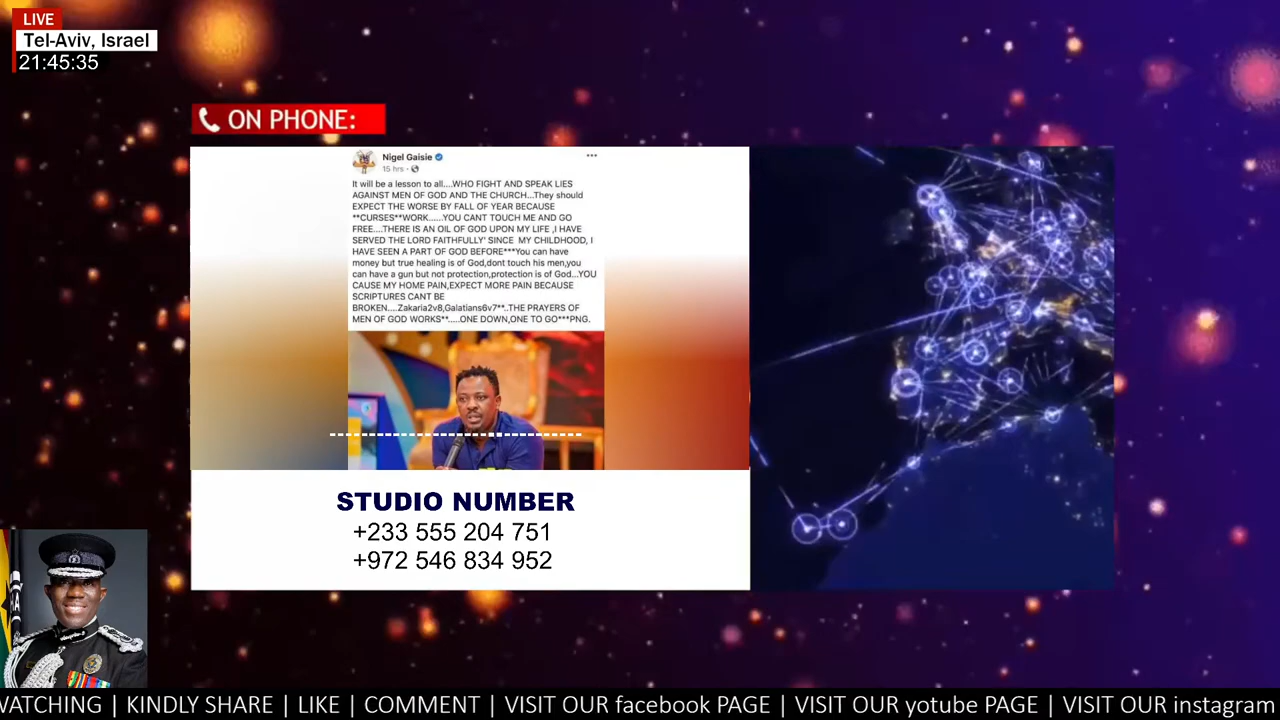 LIVE
Tel-Aviv, Israel
21:45:35
ON PHONE:
Nigel Gaisie
15 hrs
It will be a lesson to all....WHO FIGHT AND SPEAK LIES
AGAINST MEN OF GOD AND THE CHURCH...They should
EXPECT THE WORSE BY FALL OF YEAR BECAUSE
**CURSES**WORK......YOU CANT TOUCH ME AND GO
FREE....THERE IS AN OIL OF GOD UPON MY LIFE ,I HAVE
SERVED THE LORD FAITHFULLY' SINCE MY CHILDHOOD, I
HAVE SEEN A PART OF GOD BEFORE***You can have
money but true healing is of God,dont touch his men,you
can have a gun but not protection,protection is of God...YOU
CAUSE MY HOME PAIN,EXPECT MORE PAIN BECAUSE
SCRIPTURES CANT BE
BROKEN....Zakaria2v8,Galatians6v7**..THE PRAYERS OF
MEN OF GOD WORKS**.....ONE DOWN,ONE TO GO***PNG.
STUDIO NUMBER
+233 555 204 751
+972 546 834 952
WATCHING | KINDLY SHARE | LIKE | COMMENT | VISIT OUR facebook PAGE | VISIT OUR yotube PAGE | VISIT OUR instagram